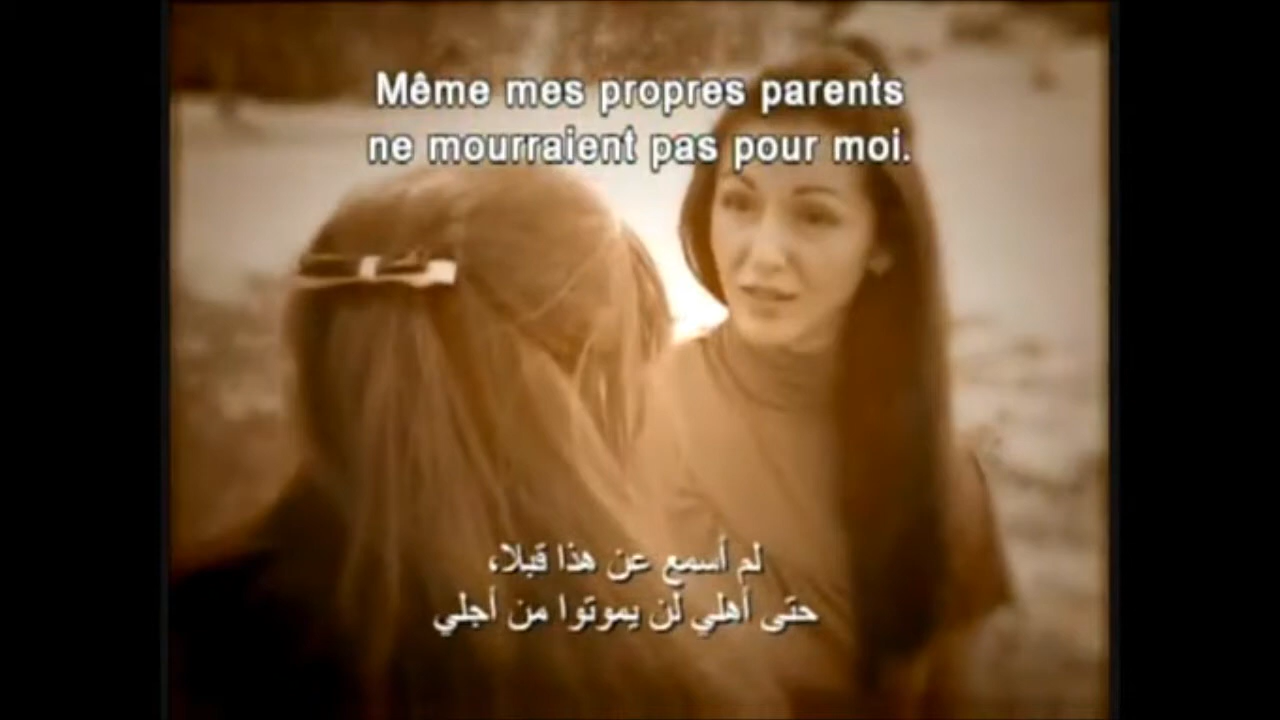 Même mes propres parents
ne mourraient pas pour moi.
لم أسمع عن هذا قبلا،
حتى أهلي لن يموتوا من أجلي